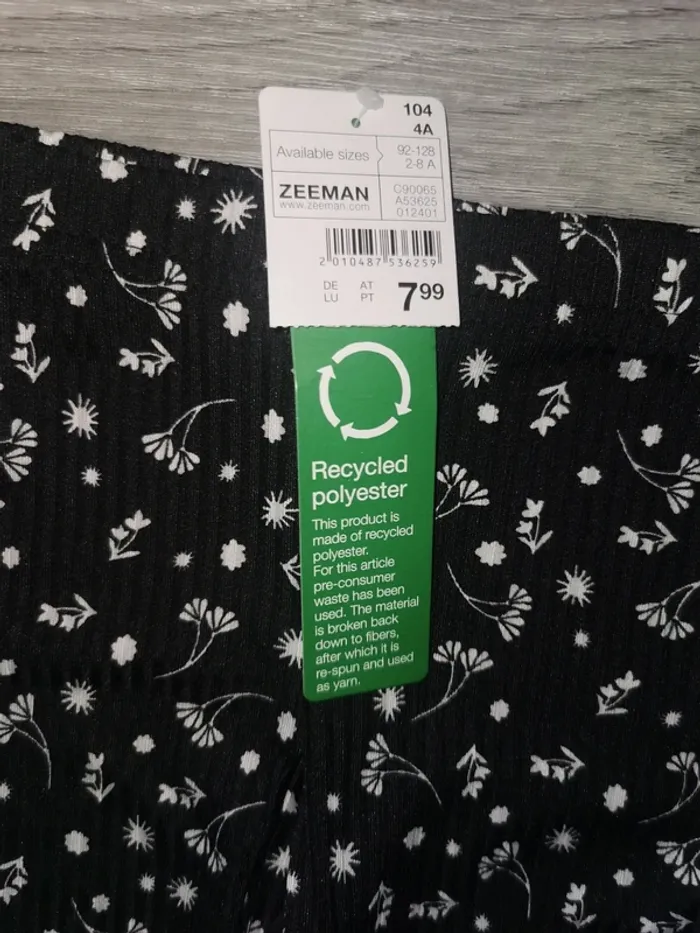 104
4A
Available sizes
92-128
2-8 A
ZEEMAN
www.zeeman.com
C90065
A53625
012401
2 010487 536259
DE AT
LU PT
7⁹⁹
Recycled
polyester
This product is
made of recycled
polyester.
For this article
pre-consumer
waste has been
used. The material
is broken back
down to fibers,
after which it is
re-spun and used
as yarn.